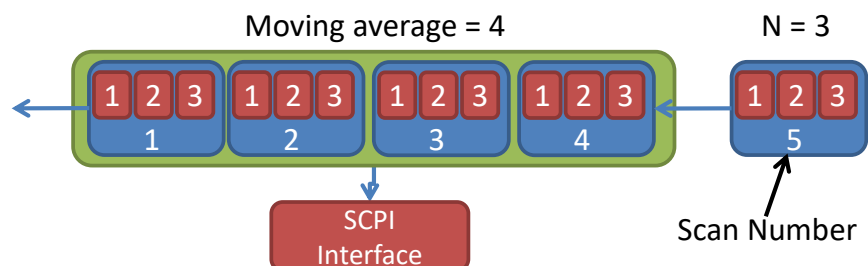 Moving average = 4 N = 3
1 2 3 1 2 3 1 2 3 1 2 3 1 2 3
1 2 3 4 5
SCPI
Interface
Scan Number